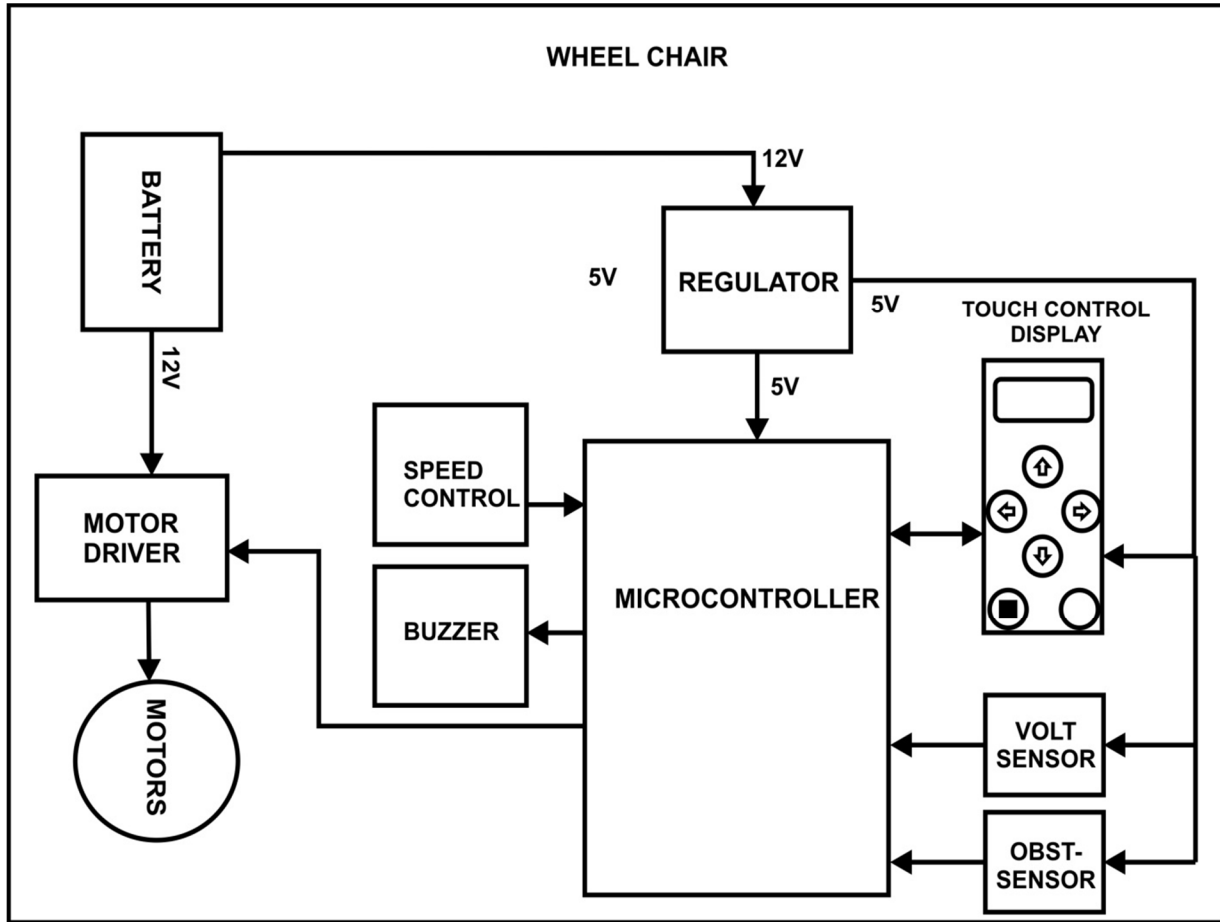 WHEEL CHAIR
BATTERY
12V
12V
REGULATOR
5V
5V
5V
TOUCH CONTROL
DISPLAY
SPEED
CONTROL
MOTOR
DRIVER
BUZZER
MICROCONTROLLER
MOTORS
VOLT
SENSOR
OBST-
SENSOR